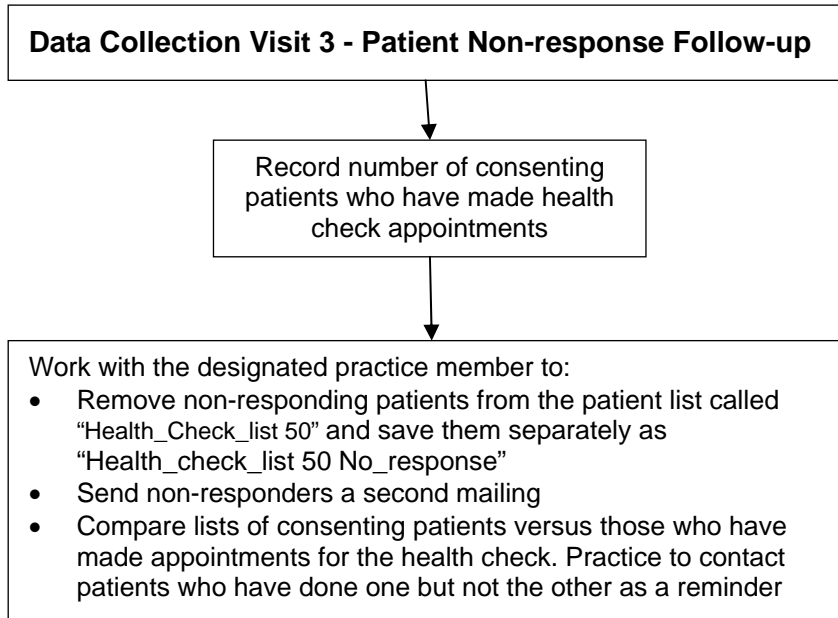 Data Collection Visit 3 - Patient Non-response Follow-up
Record number of consenting
patients who have made health
check appointments
Work with the designated practice member to:
• Remove non-responding patients from the patient list called
“Health_Check_list 50” and save them separately as
“Health_check_list 50 No_response”
• Send non-responders a second mailing
• Compare lists of consenting patients versus those who have
made appointments for the health check. Practice to contact
patients who have done one but not the other as a reminder